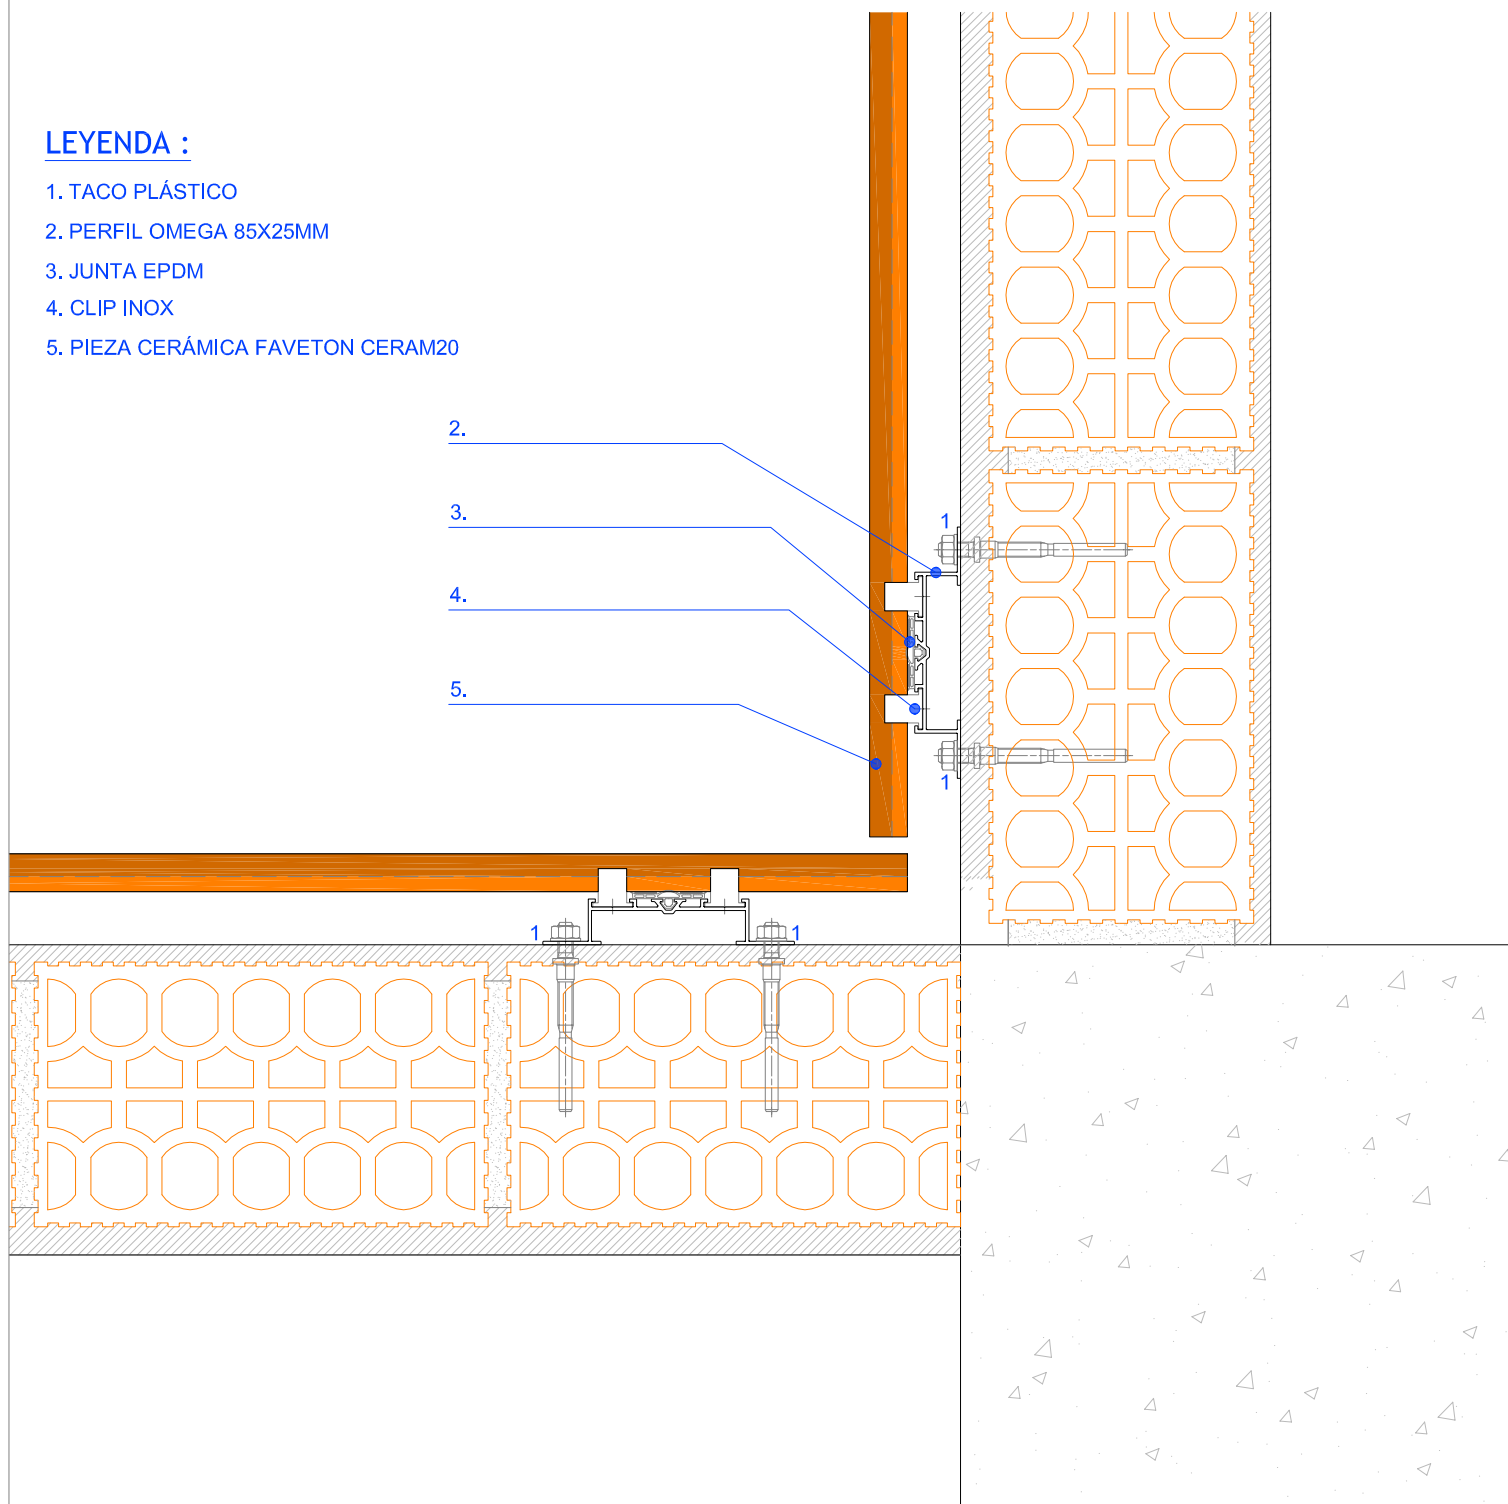 LEYENDA :
1. TACO PLÁSTICO
2. PERFIL OMEGA 85X25MM
3. JUNTA EPDM
4. CLIP INOX
5. PIEZA CERÁMICA FAVETON CERAM20
2.
3.
1
4.
5.
1
1
1